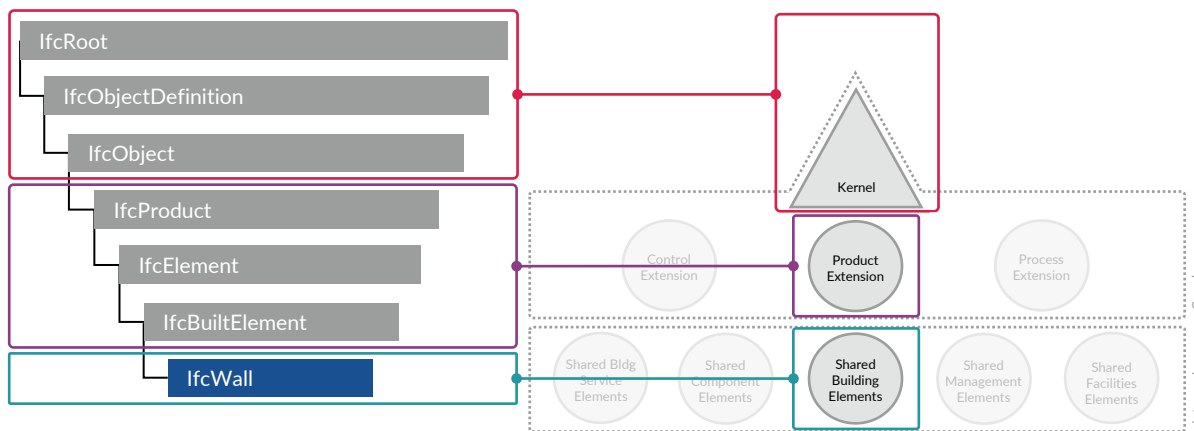 IfcRoot
IfcObjectDefinition
IfcObject
IfcProduct
IfcElement
IfcBuiltElement
IfcWall
Kernel
Control
Extension
Product
Extension
Process
Extension
Shared Bldg
Service
Elements
Shared
Component
Elements
Shared
Building
Elements
Shared
Management
Elements
Shared
Facilities
Elements